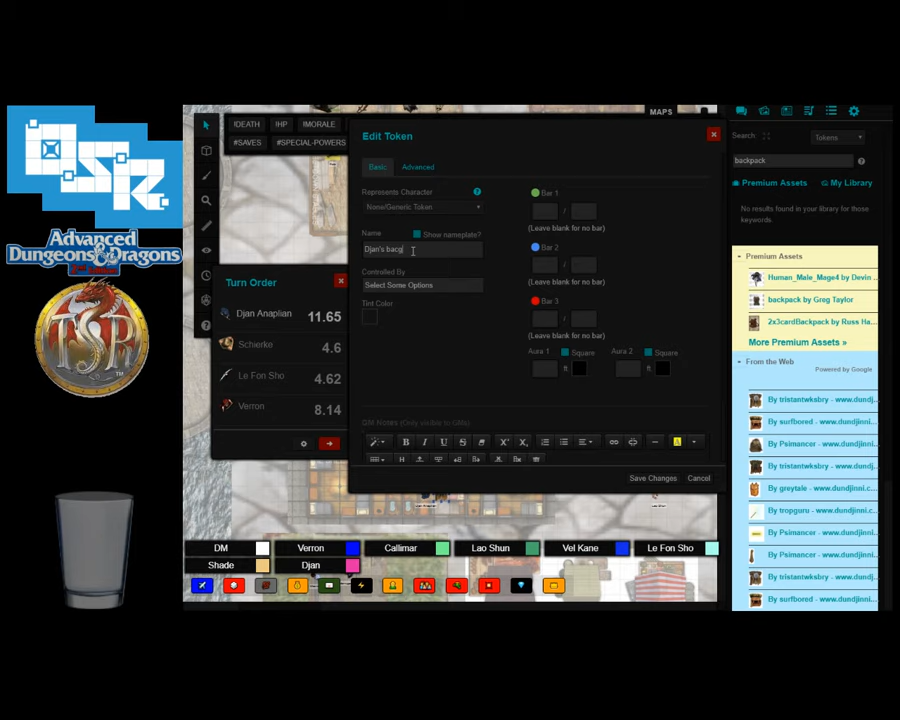 OSR
Advanced
Dungeons & Dragons
2nd Edition
TSR
TM
MAPS
!DEATH
!HP
!MORALE
#SAVES
#SPECIAL-POWERS
Edit Token
Basic
Advanced
Represents Character
None/Generic Token
Name
Show nameplate?
Djan's bacg
Controlled By
Select Some Options
Tint Color
Bar 1
/
(Leave blank for no bar)
Bar 2
/
(Leave blank for no bar)
Bar 3
/
(Leave blank for no bar)
Aura 1
Square
Aura 2
Square
ft.
ft.
GM Notes (Only visible to GMs)
B I U S
Save Changes
Cancel
Turn Order
Djan Anaplian 11.65
Schierke 4.6
Le Fon Sho 4.62
Verron 8.14
DM
Verron
Callimar
Lao Shun
Vel Kane
Le Fon Sho
Shade
Djan
Search:
Tokens
backpack
Premium Assets
My Library
No results found in your library for those
keywords.
Premium Assets
Human_Male_Mage4 by Devin ...
backpack by Greg Taylor
2x3cardBackpack by Russ Ha...
More Premium Assets »
From the Web
Powered by Google
By tristantwksbry - www.dundj...
By surfbored - www.dundjinni....
By Psimancer - www.dundjinni...
By tristantwksbry - www.dundj...
By greytale - www.dundjinni.c...
By tropguru - www.dundjinni....
By Psimancer - www.dundjinni...
By Psimancer - www.dundjinni...
By tristantwksbry - www.dundj...
By surfbored - www.dundjinni....